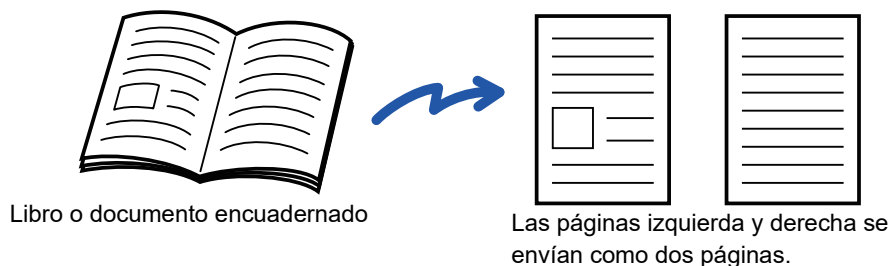 Libro o documento encuadernado
Las páginas izquierda y derecha se
envían como dos páginas.